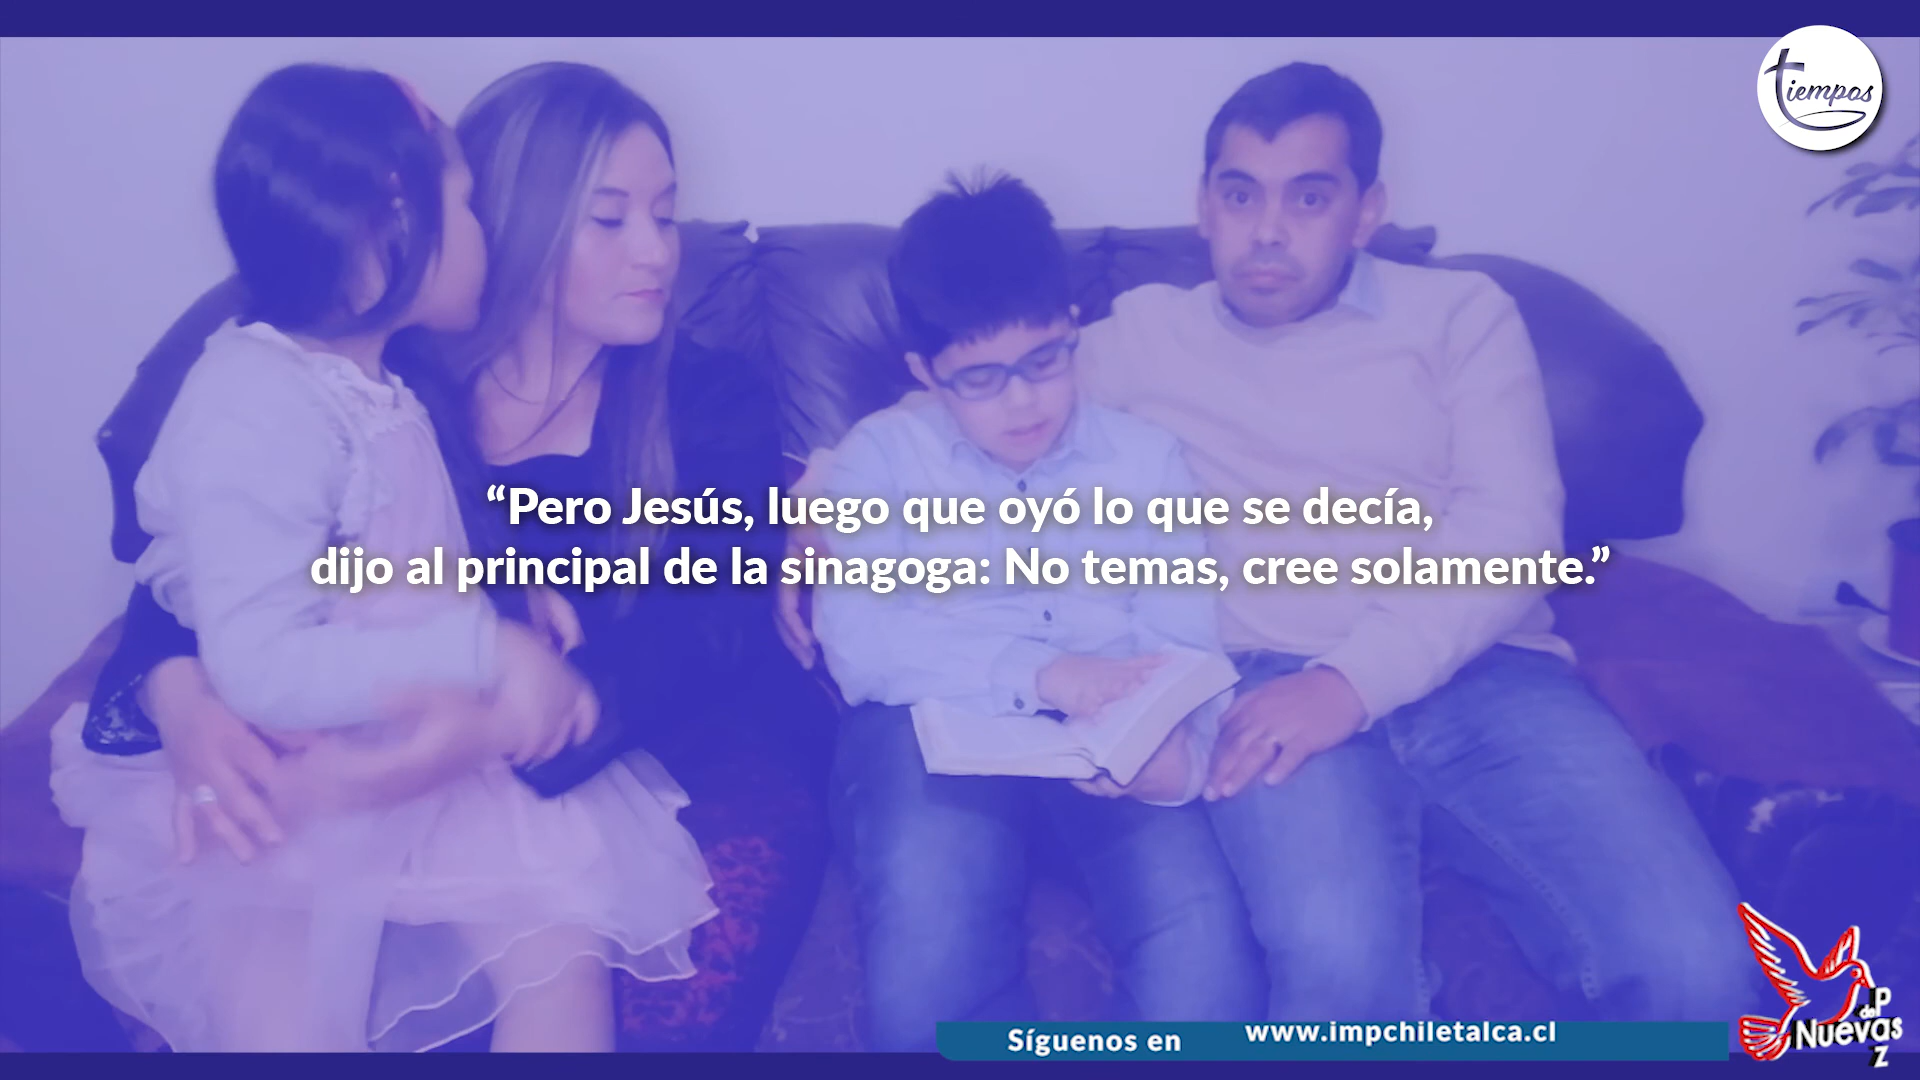 tiempos
“Pero Jesús, luego que oyó lo que se decía,
dijo al principal de la sinagoga: No temas, cree solamente.”
Síguenos en
www.impchiletalca.cl
Nuevas
de
P
Z